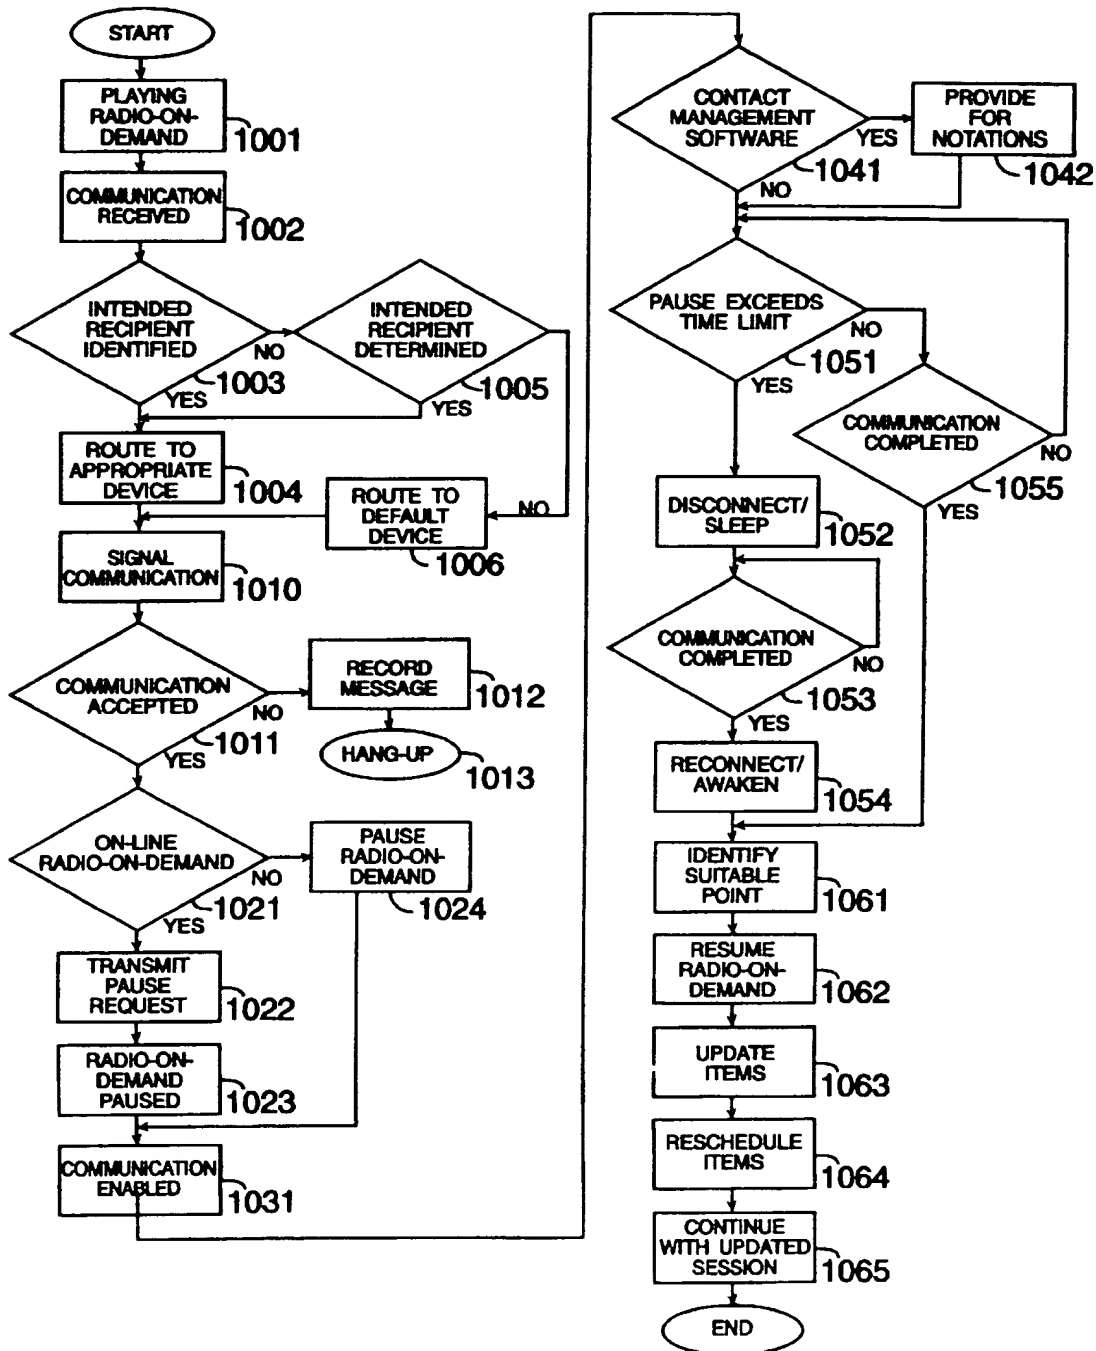 START
PLAYING
RADIO-ON-
DEMAND
1001
COMMUNICATION
RECEIVED
1002
INTENDED
RECIPIENT
IDENTIFIED
NO
1003
YES
INTENDED
RECIPIENT
DETERMINED
1005
YES
NO
ROUTE TO
APPROPRIATE
DEVICE
1004
ROUTE TO
DEFAULT
DEVICE
1006
SIGNAL
COMMUNICATION
1010
COMMUNICATION
ACCEPTED
NO
1011
YES
RECORD
MESSAGE
1012
HANG-UP
1013
ON-LINE
RADIO-ON-DEMAND
NO
1021
YES
PAUSE
RADIO-ON-
DEMAND
1024
TRANSMIT
PAUSE
REQUEST
1022
RADIO-ON-
DEMAND
PAUSED
1023
COMMUNICATION
ENABLED
1031
CONTACT
MANAGEMENT
SOFTWARE
YES
1041
NO
PROVIDE
FOR
NOTATIONS
1042
PAUSE EXCEEDS
TIME LIMIT
NO
1051
YES
COMMUNICATION
COMPLETED
NO
1055
YES
DISCONNECT/
SLEEP
1052
COMMUNICATION
COMPLETED
NO
1053
YES
RECONNECT/
AWAKEN
1054
IDENTIFY
SUITABLE
POINT
1061
RESUME
RADIO-ON-
DEMAND
1062
UPDATE
ITEMS
1063
RESCHEDULE
ITEMS
1064
CONTINUE
WITH UPDATED
SESSION
1065
END